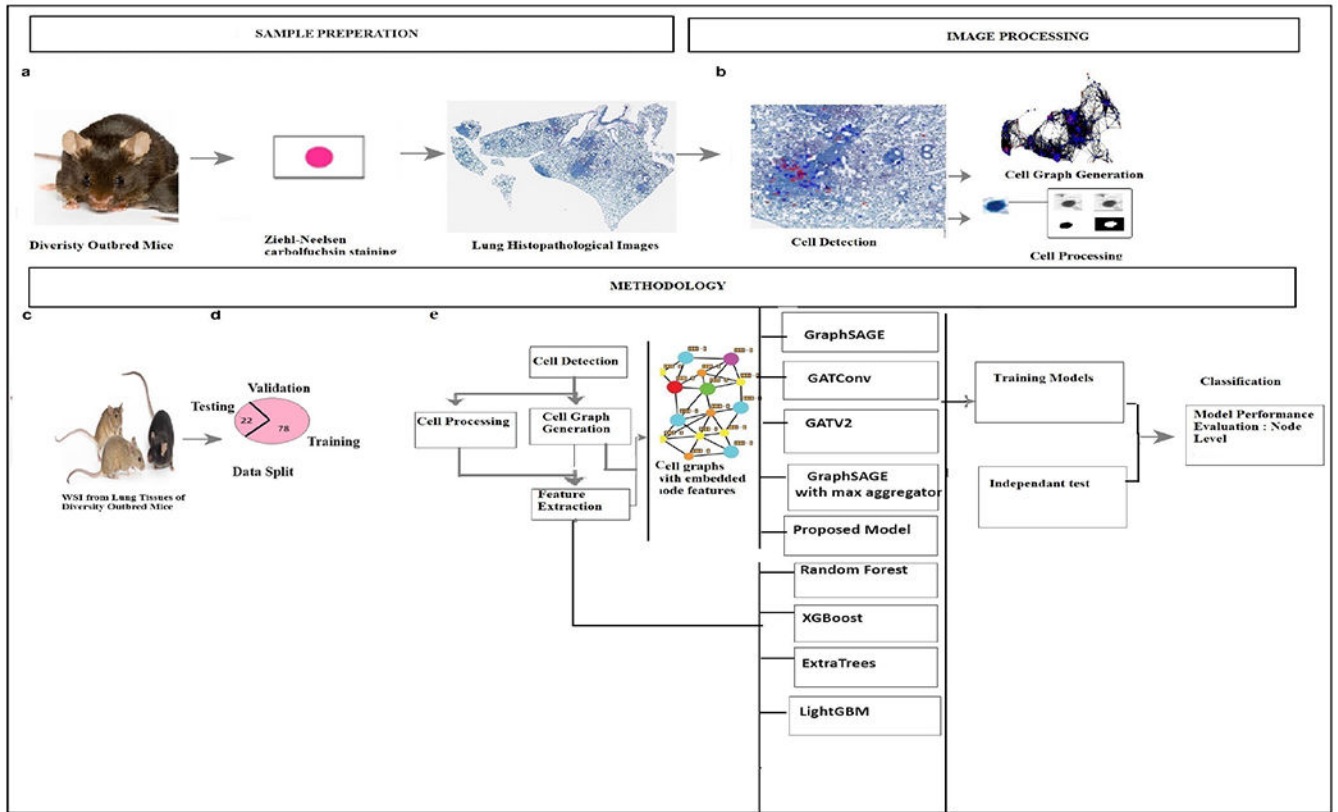 SAMPLE PREPERATION
IMAGE PROCESSING
a
b
Diveristy Outbred Mice
Ziehl-Neelsen
carbolfuchsin staining
Lung Histopathological Images
Cell Detection
Cell Graph Generation
Cell Processing
METHODOLOGY
c
d
e
WSI from Lung Tissues of
Diversity Outbred Mice
Validation
Testing
22
78
Training
Data Split
Cell Detection
Cell Processing
Cell Graph
Generation
Feature
Extraction
Cell graphs
with embedded
node features
GraphSAGE
GATConv
GATV2
GraphSAGE
with max aggregator
Proposed Model
Random Forest
XGBoost
ExtraTrees
LightGBM
Training Models
Independant test
Classification
Model Performance
Evaluation : Node
Level